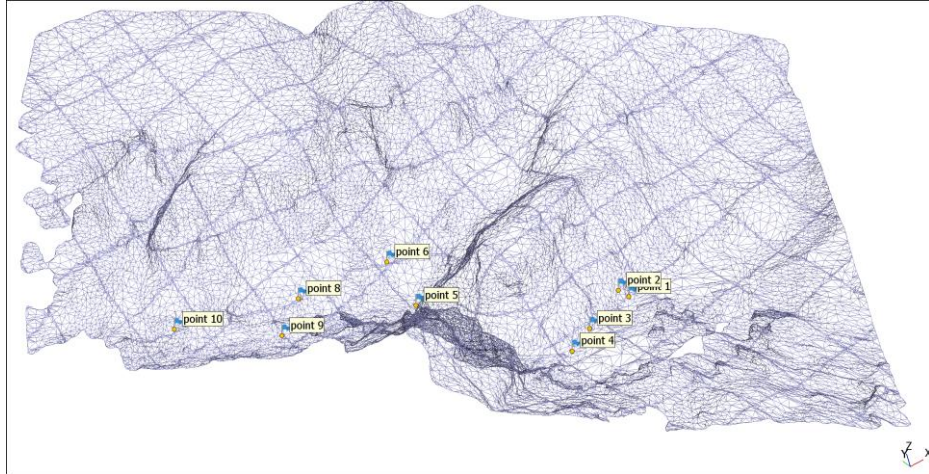 point 6
point 2
point 1
point 8
point 5
point 10
point 9
point 3
point 4
Z
Y
X